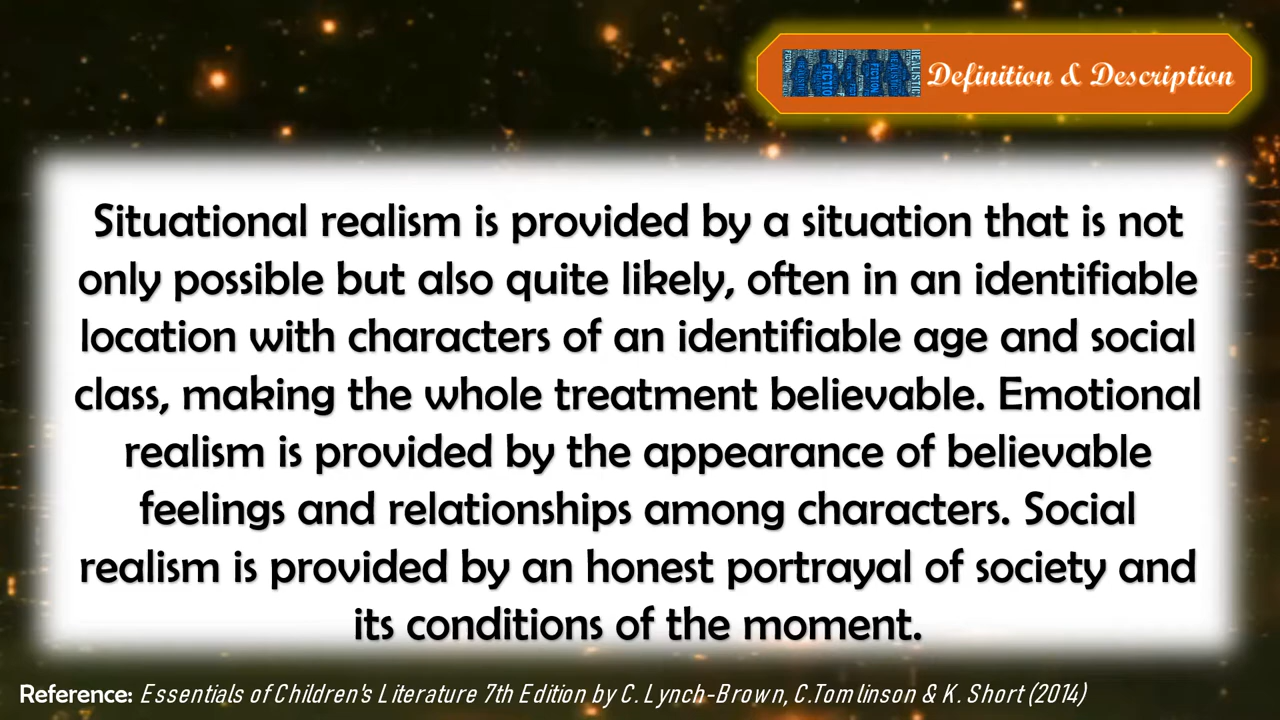 Definition & Description
Situational realism is provided by a situation that is not
only possible but also quite likely, often in an identifiable
location with characters of an identifiable age and social
class, making the whole treatment believable. Emotional
realism is provided by the appearance of believable
feelings and relationships among characters. Social
realism is provided by an honest portrayal of society and
its conditions of the moment.
Reference: Essentials of Children's Literature 7th Edition by C. Lynch-Brown, C.Tomlinson & K. Short (2014)